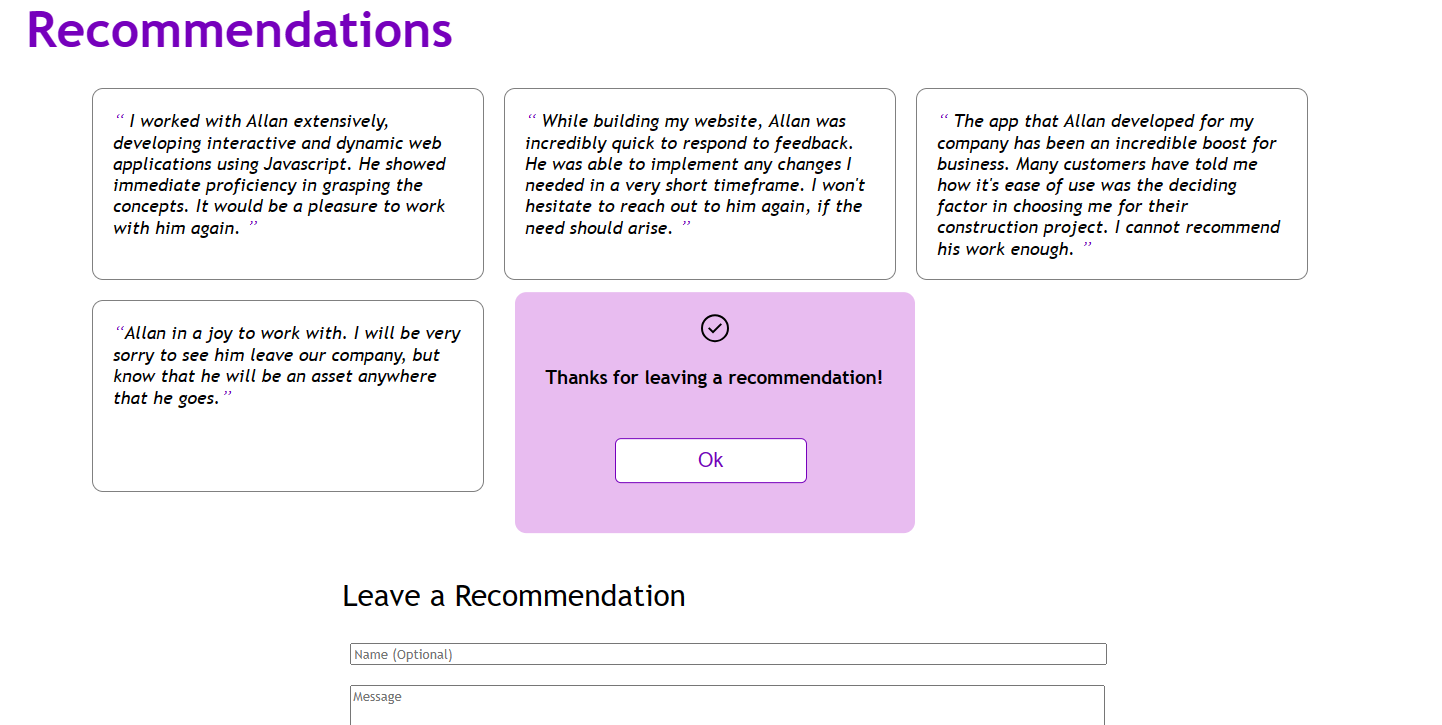 Recommendations
“ I worked with Allan extensively,
developing interactive and dynamic web
applications using Javascript. He showed
immediate proficiency in grasping the
concepts. It would be a pleasure to work
with him again. ”
“ While building my website, Allan was
incredibly quick to respond to feedback.
He was able to implement any changes I
needed in a very short timeframe. I won't
hesitate to reach out to him again, if the
need should arise. ”
“ The app that Allan developed for my
company has been an incredible boost for
business. Many customers have told me
how it's ease of use was the deciding
factor in choosing me for their
construction project. I cannot recommend
his work enough. ”
“Allan in a joy to work with. I will be very
sorry to see him leave our company, but
know that he will be an asset anywhere
that he goes.”
Thanks for leaving a recommendation!
Ok
Leave a Recommendation
Name (Optional)
Message